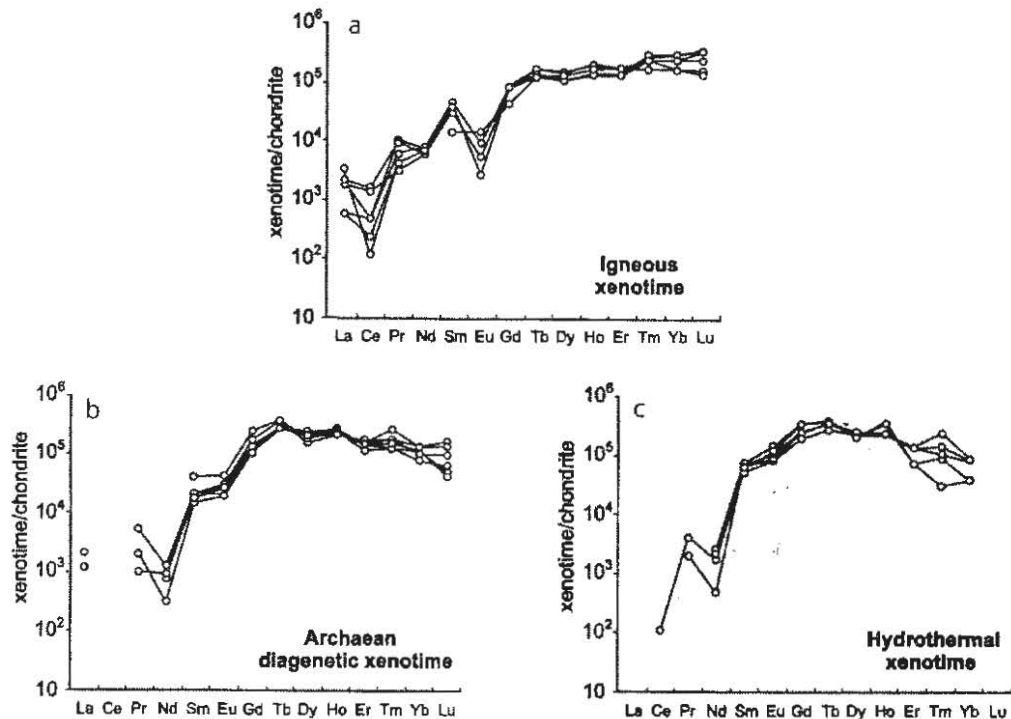 a
10⁶
10⁵
10⁴
10³
10²
10
xenotime/chondrite
Igneous
xenotime
La Ce Pr Nd Sm Eu Gd Tb Dy Ho Er Tm Yb Lu
b
10⁶
10⁵
10⁴
10³
10²
10
xenotime/chondrite
Archaean
diagenetic xenotime
La Ce Pr Nd Sm Eu Gd Tb Dy Ho Er Tm Yb Lu
c
10⁶
10⁵
10⁴
10³
10²
10
xenotime/chondrite
Hydrothermal
xenotime
La Ce Pr Nd Sm Eu Gd Tb Dy Ho Er Tm Yb Lu